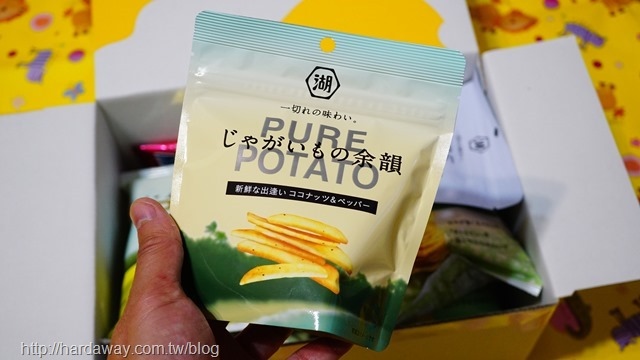 湖
一切れの味わい。
PURE
じゃがいもの余韻
POTATO
新鮮な出逢い ココナッツ&ペッパー
http://hardaway.com.tw/blog